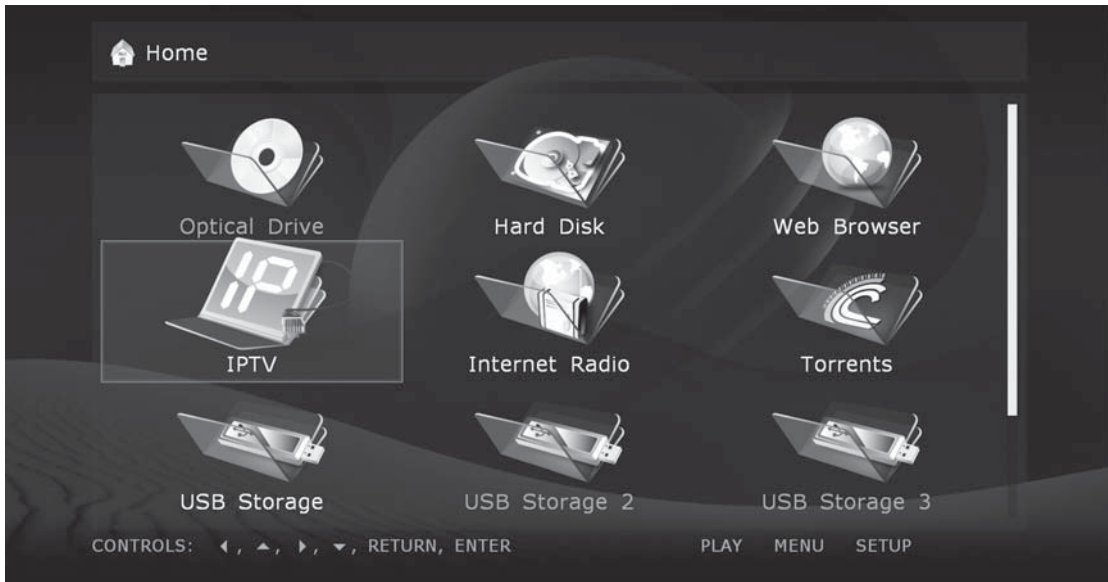 Home
Optical Drive
Hard Disk
Web Browser
IP
IPTV
Internet Radio
Torrents
USB Storage
USB Storage 2
USB Storage 3
CONTROLS: ◂, ▴, ▸, ▾, RETURN, ENTER PLAY MENU SETUP